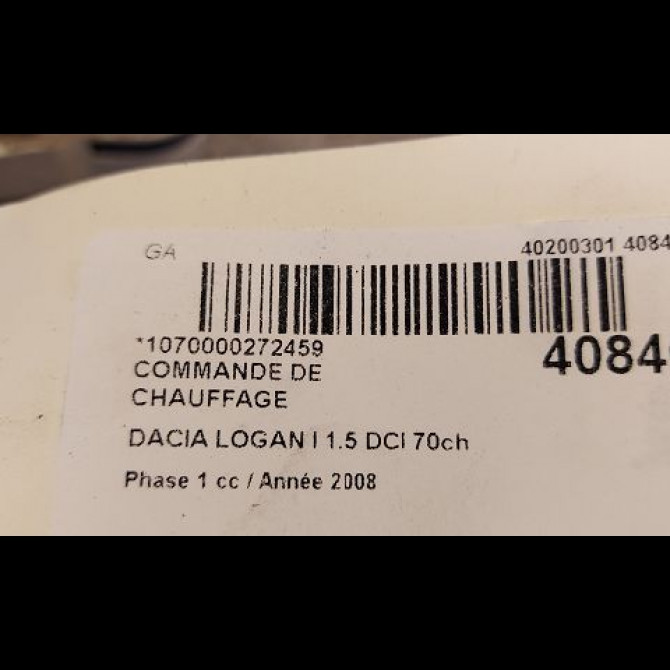 GA 40200301 4084
*1070000272459 4084
COMMANDE DE
CHAUFFAGE
DACIA LOGAN I 1.5 DCI 70ch
Phase 1 cc / Année 2008